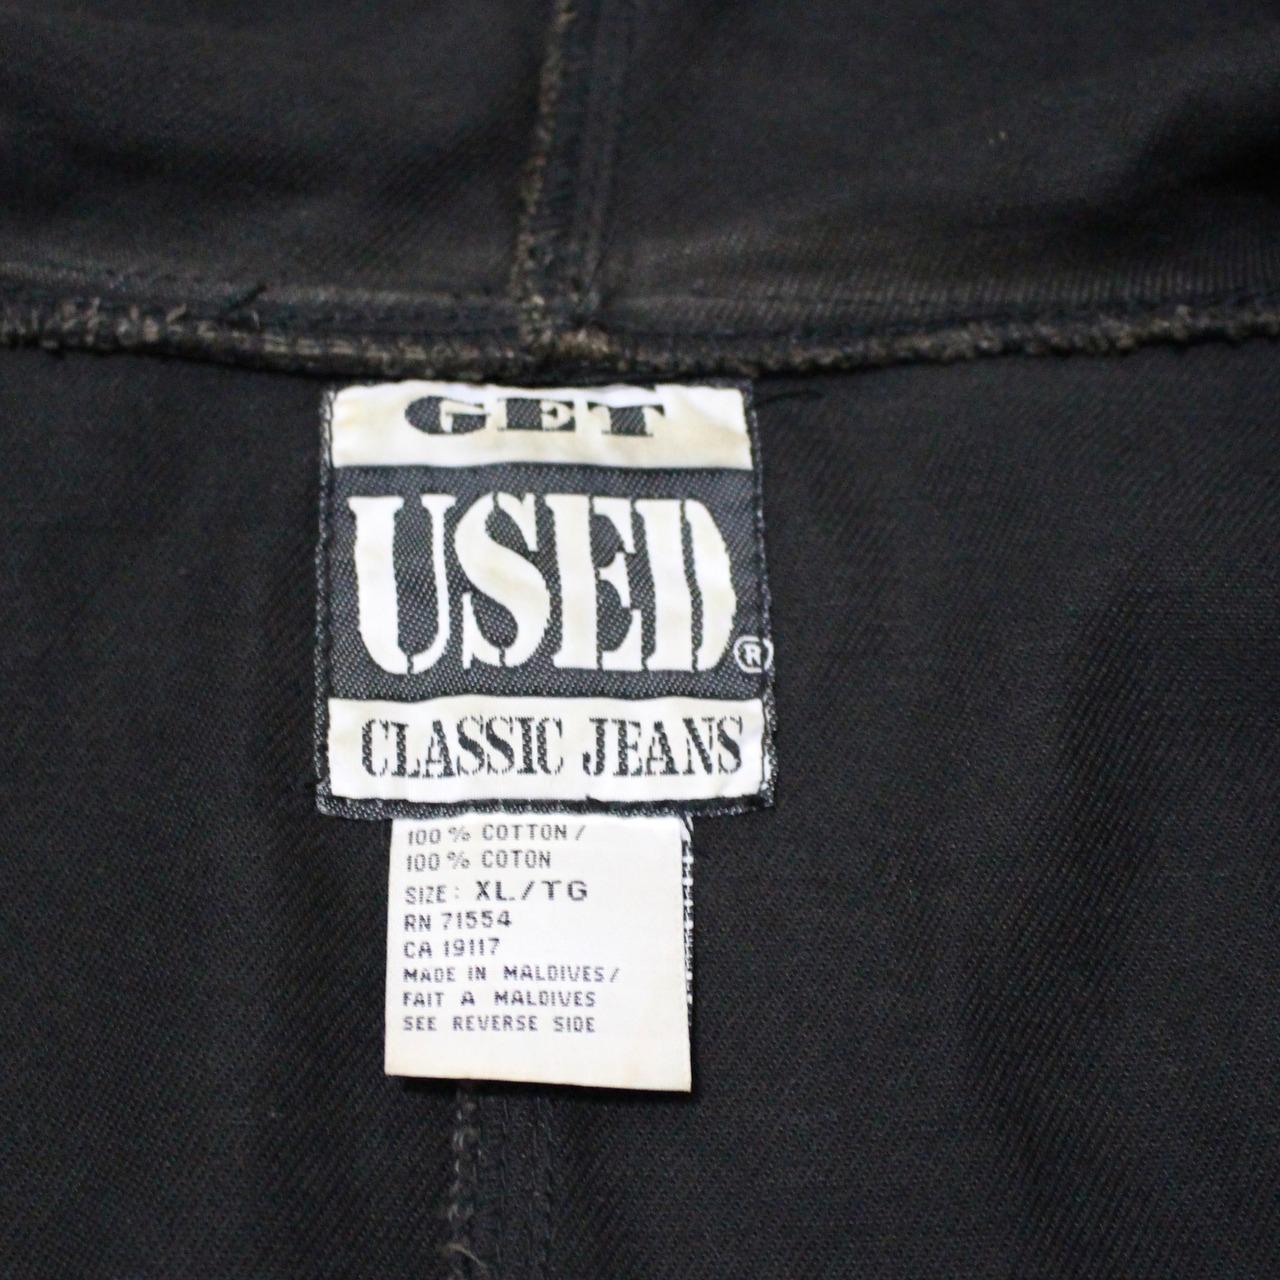 GET
USED®
CLASSIC JEANS
100 % COTTON /
100 % COTON
SIZE: XL/TG
RN 71554
CA 19117
MADE IN MALDIVES/
FAIT A MALDIVES
SEE REVERSE SIDE